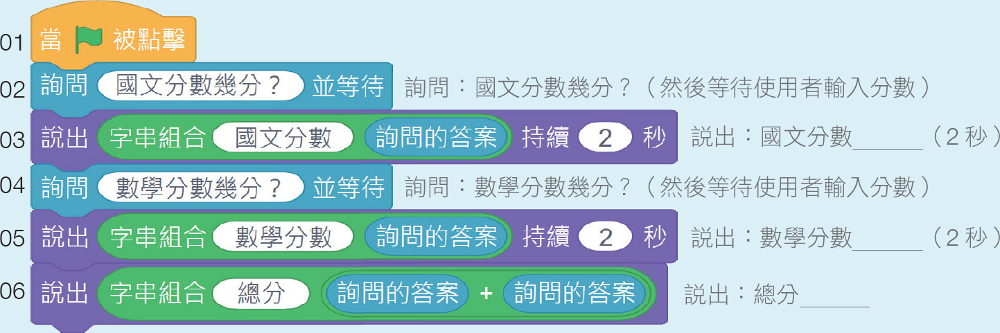 01 當 被點擊
02 詢問 國文分數幾分? 並等待 詢問:國文分數幾分?(然後等待使用者輸入分數)
03 說出 字串組合 國文分數 詢問的答案 持續 2 秒 說出:國文分數______(2秒)
04 詢問 數學分數幾分? 並等待 詢問:數學分數幾分?(然後等待使用者輸入分數)
05 說出 字串組合 數學分數 詢問的答案 持續 2 秒 說出:數學分數______(2秒)
06 說出 字串組合 總分 詢問的答案 + 詢問的答案 說出:總分______